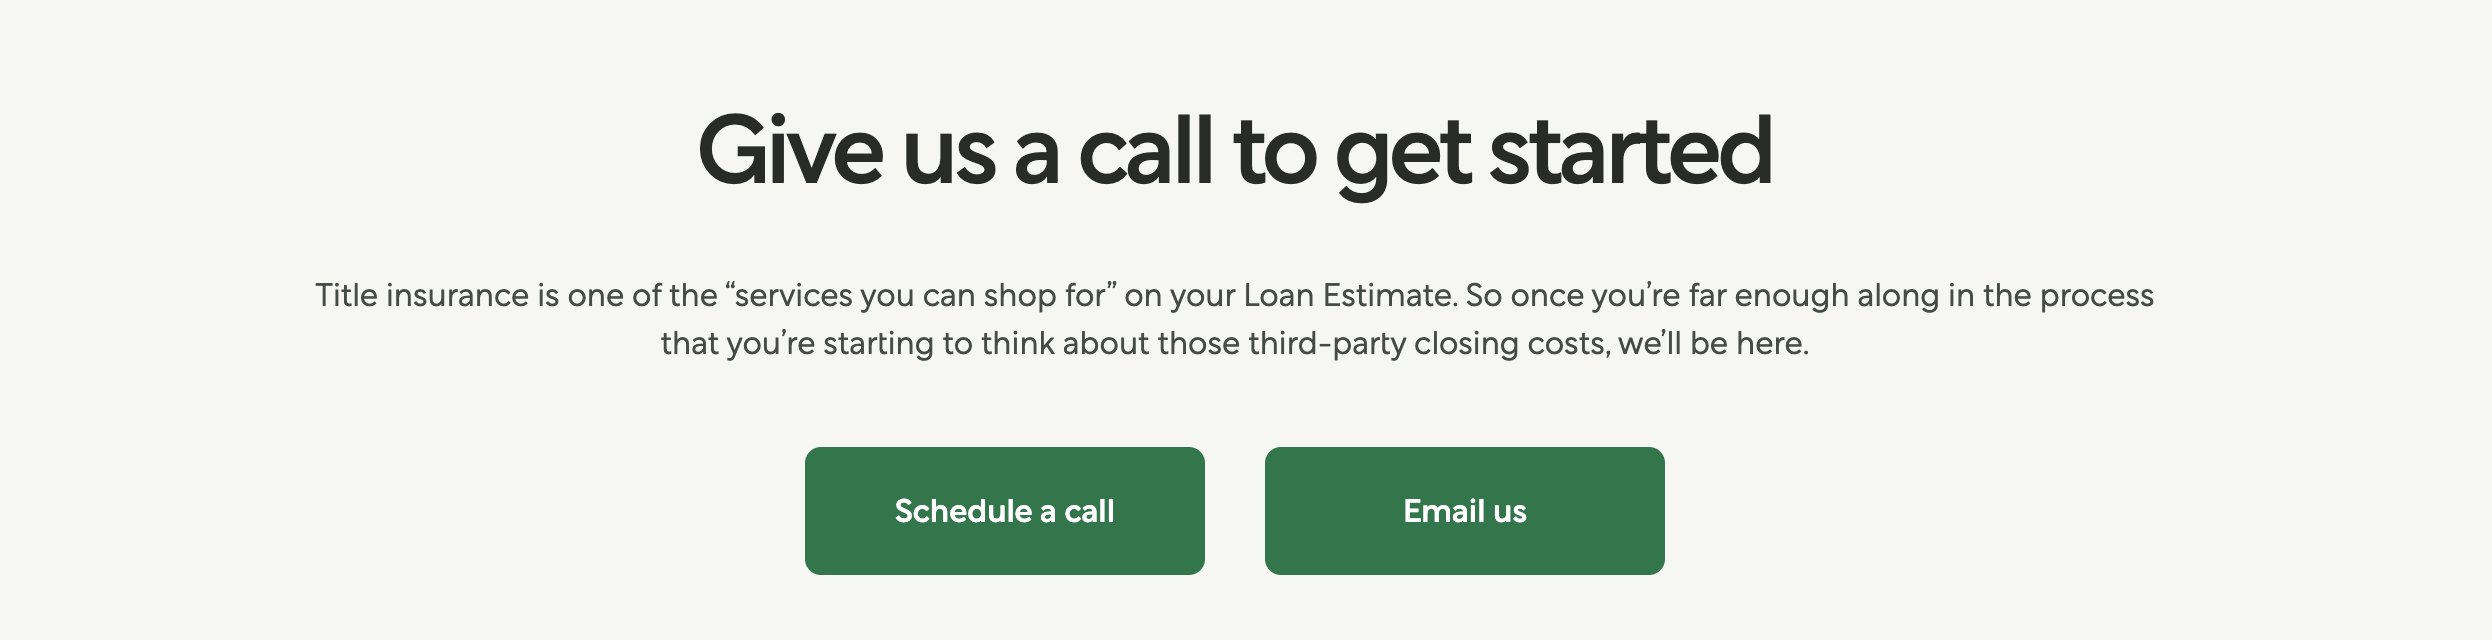 Give us a call to get started
Title insurance is one of the “services you can shop for” on your Loan Estimate. So once you’re far enough along in the process
that you’re starting to think about those third-party closing costs, we’ll be here.
Schedule a call
Email us